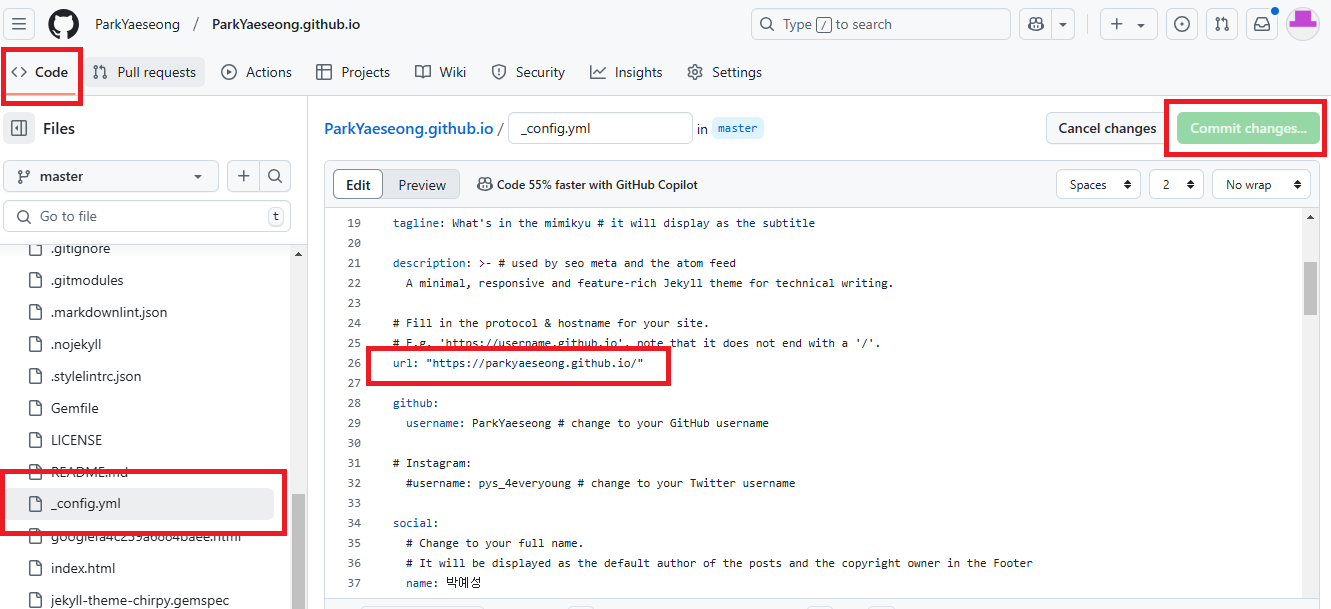 ParkYaeseong / ParkYaeseong.github.io
Type / to search
Code
Pull requests
Actions
Projects
Wiki
Security
Insights
Settings
Files
master
Go to file
t
.gitignore
.gitmodules
.markdownlint.json
.nojekyll
.stylelintrc.json
Gemfile
LICENSE
README.md
_config.yml
index.html
jekyll-theme-chirpy.gemspec
ParkYaeseong.github.io / _config.yml in master
Cancel changes
Commit changes...
Edit
Preview
Code 55% faster with GitHub Copilot
Spaces
2
No wrap
19 tagline: What's in the mimikyu # it will display as the subtitle
20
21 description: >- # used by seo meta and the atom feed
22 A minimal, responsive and feature-rich Jekyll theme for technical writing.
23
24 # Fill in the protocol & hostname for your site.
25 # E.g. 'https://username.github.io', note that it does not end with a '/'.
26 url: "https://parkyaeseong.github.io/"
27
28 github:
29 username: ParkYaeseong # change to your GitHub username
30
31 # Instagram:
32 #username: pys_4everyoung # change to your Twitter username
33
34 social:
35 # Change to your full name.
36 # It will be displayed as the default author of the posts and the copyright owner in the Footer
37 name: 박예성